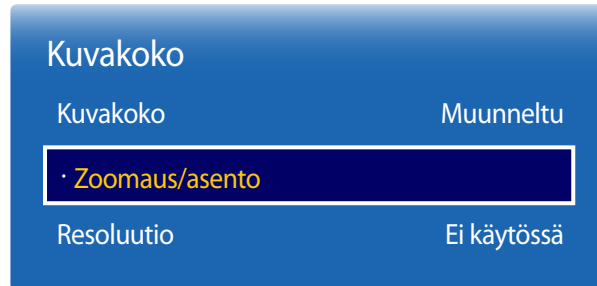 Kuvakoko
Kuvakoko Muunneltu
· Zoomaus/asento
Resoluutio Ei käytössä